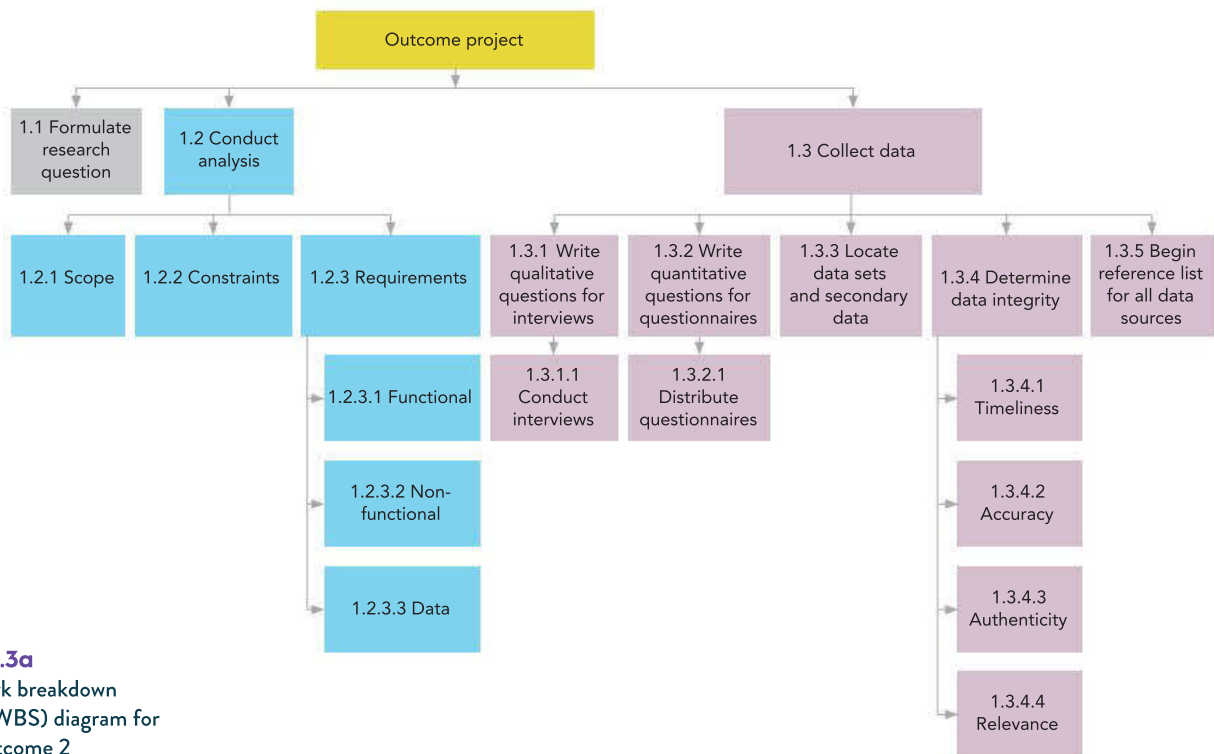 Outcome project
1.1 Formulate
research
question
1.2 Conduct
analysis
1.3 Collect data
1.2.1 Scope
1.2.2 Constraints
1.2.3 Requirements
1.3.1 Write
qualitative
questions for
interviews
1.3.2 Write
quantitative
questions for
questionnaires
1.3.3 Locate
data sets
and secondary
data
1.3.4 Determine
data integrity
1.3.5 Begin
reference list
for all data
sources
1.2.3.1 Functional
1.3.1.1
Conduct
interviews
1.3.2.1
Distribute
questionnaires
1.3.4.1
Timeliness
1.2.3.2 Non-
functional
1.3.4.2
Accuracy
1.2.3.3 Data
1.3.4.3
Authenticity
1.3.4.4
Relevance
.3a
breakdown
WBS) diagram for
2